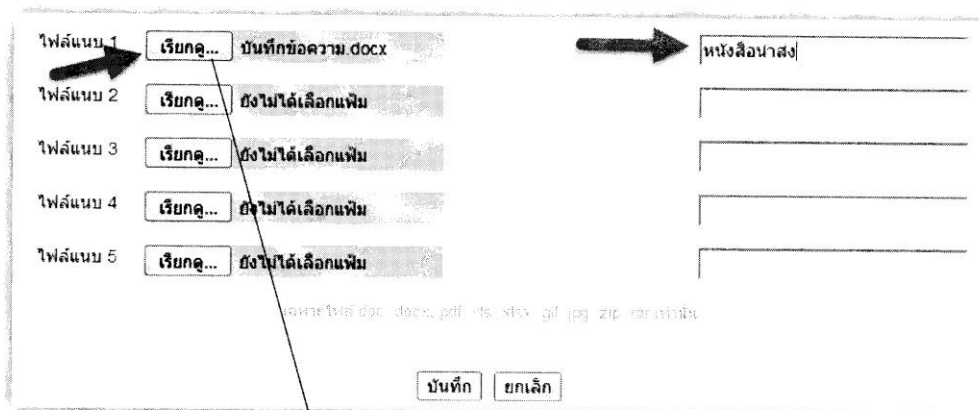 ไฟล์แนบ 1 เรียกดู... บันทึกข้อความ.docx หนังสือนำส่ง
ไฟล์แนบ 2 เรียกดู... ยังไม่ได้เลือกแฟ้ม
ไฟล์แนบ 3 เรียกดู... ยังไม่ได้เลือกแฟ้ม
ไฟล์แนบ 4 เรียกดู... ยังไม่ได้เลือกแฟ้ม
ไฟล์แนบ 5 เรียกดู... ยังไม่ได้เลือกแฟ้ม
doc, docx, pdf gif jpg zip
บันทึก ยกเลิก